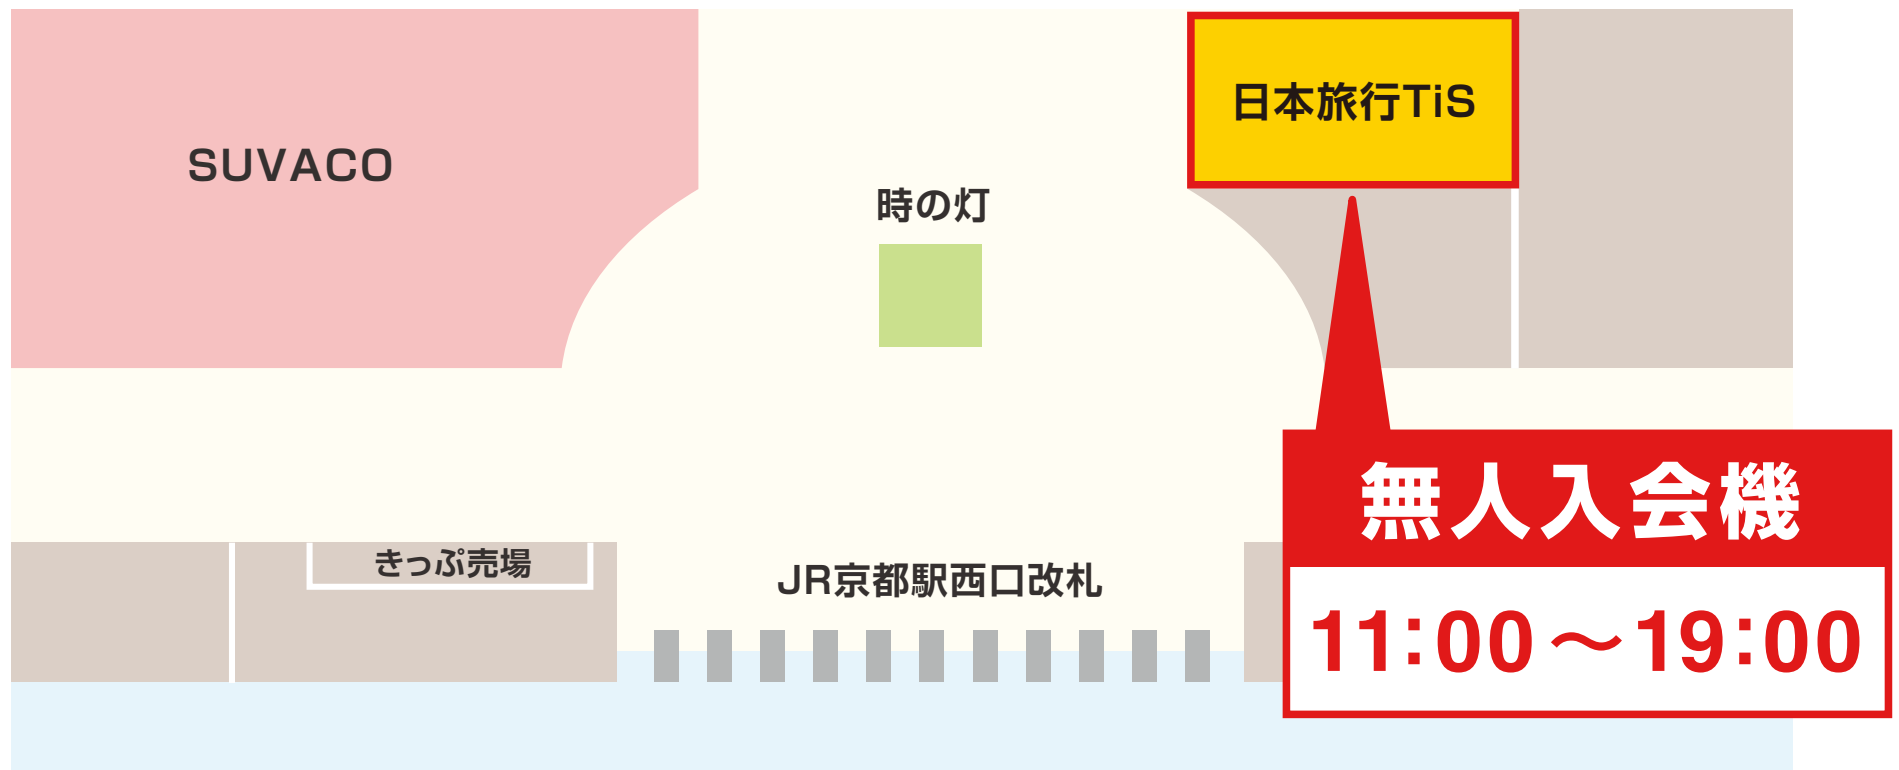 日本旅行TiS
SUVACO
時の灯
無人入会機
11:00～19:00
きっぷ売場
JR京都駅西口改札